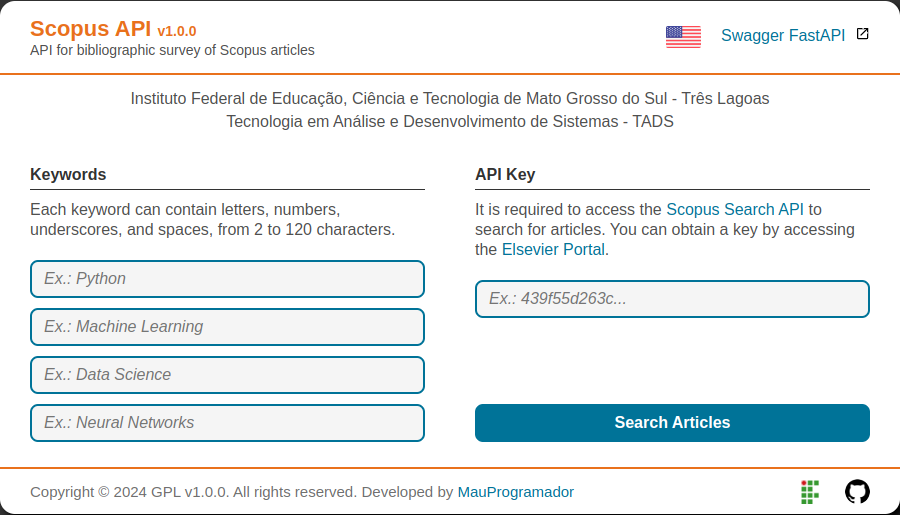 Scopus API v1.0.0
API for bibliographic survey of Scopus articles
Swagger FastAPI
Instituto Federal de Educação, Ciência e Tecnologia de Mato Grosso do Sul - Três Lagoas
Tecnologia em Análise e Desenvolvimento de Sistemas - TADS
Keywords
Each keyword can contain letters, numbers,
underscores, and spaces, from 2 to 120 characters.
Ex.: Python
Ex.: Machine Learning
Ex.: Data Science
Ex.: Neural Networks
API Key
It is required to access the Scopus Search API to
search for articles. You can obtain a key by accessing
the Elsevier Portal.
Ex.: 439f55d263c...
Search Articles
Copyright © 2024 GPL v1.0.0. All rights reserved. Developed by MauProgramador